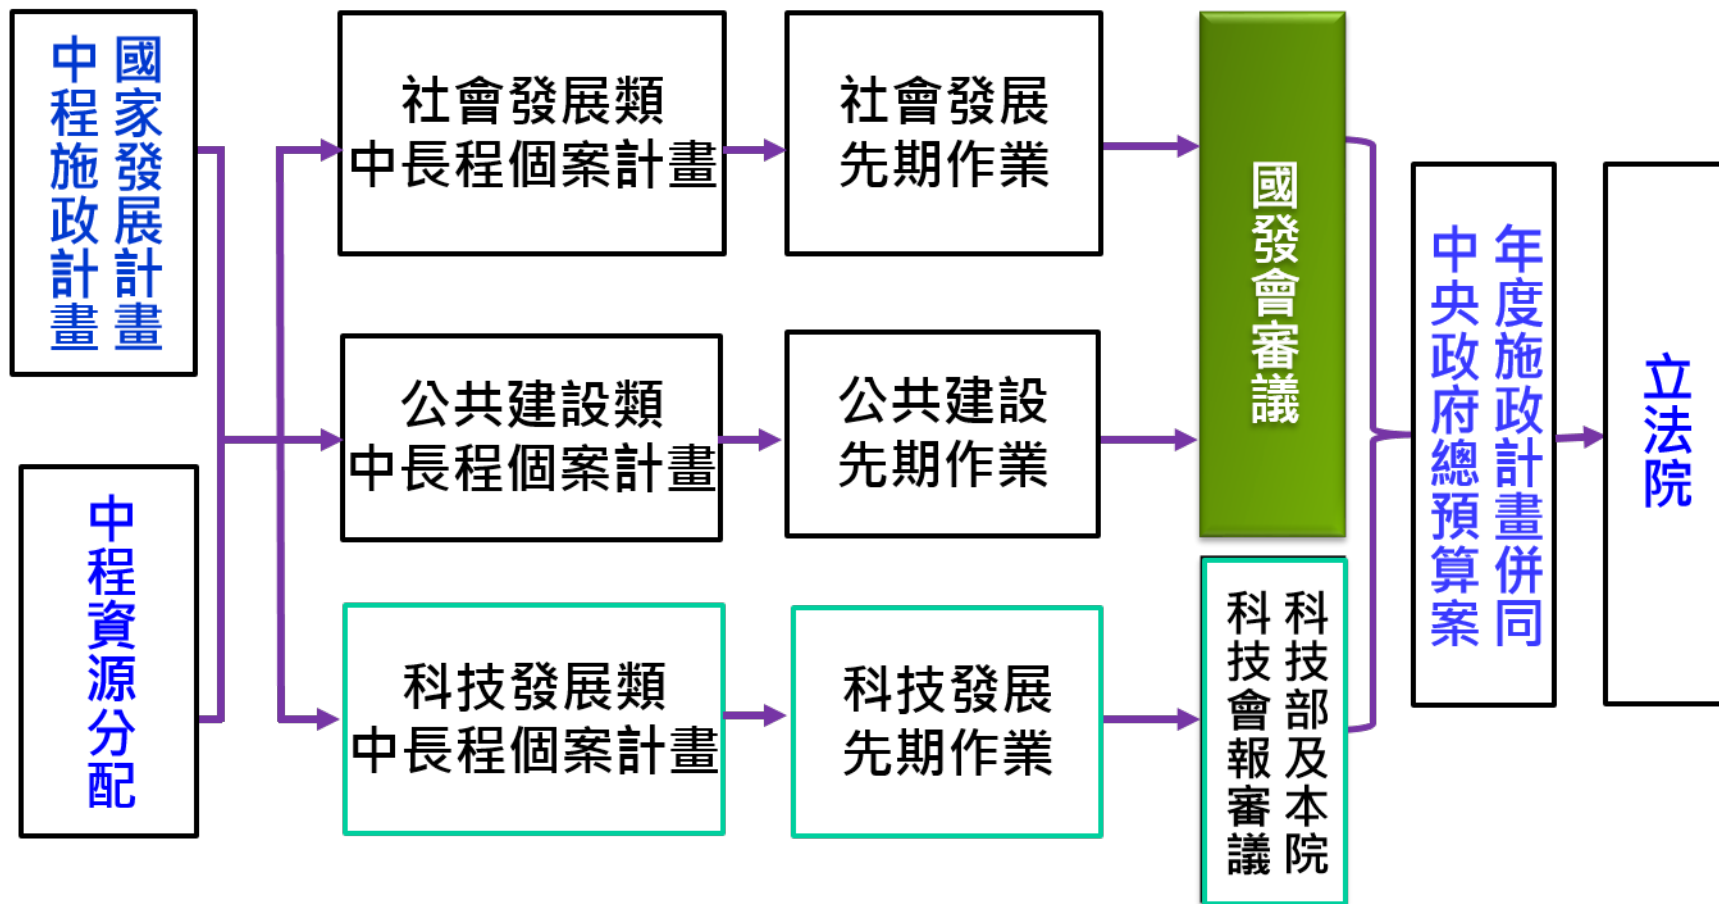 國家發展計畫
中程施政計畫
中程資源分配
社會發展類
中長程個案計畫
社會發展
先期作業
公共建設類
中長程個案計畫
公共建設
先期作業
科技發展類
中長程個案計畫
科技發展
先期作業
國發會審議
科技部及本院
科技會報審議
年度施政計畫併同
中央政府總預算案
立法院